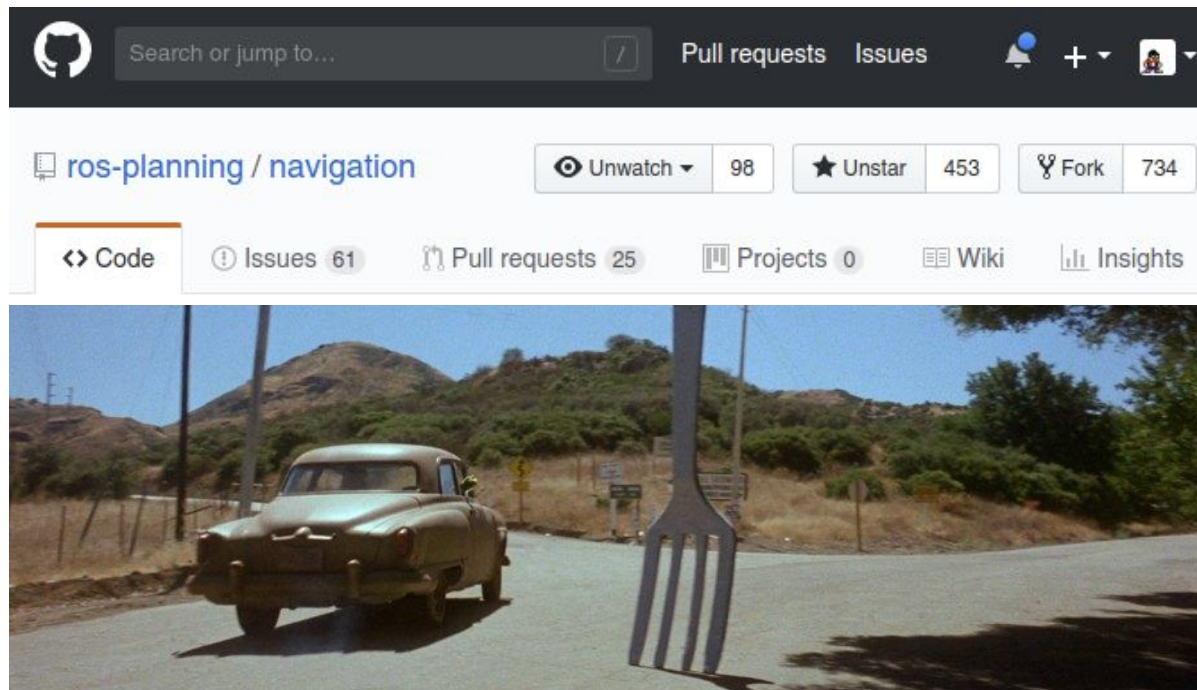 Search or jump to... / Pull requests Issues
ros-planning / navigation Unwatch 98 Unstar 453 Fork 734
Code Issues 61 Pull requests 25 Projects 0 Wiki Insights